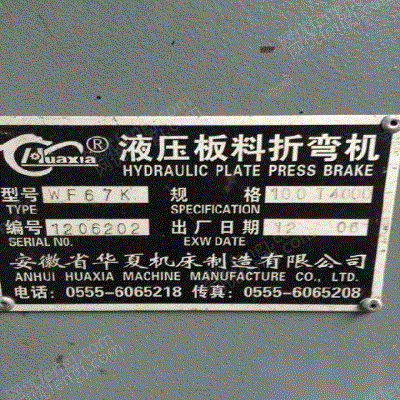 Huaxia ® 液压板料折弯机
HYDRAULIC PLATE PRESS BRAKE
型号 WF67K 规格 100T4000
TYPE SPECIFICATION
编号 1206202 出厂日期 12 06
SERIAL NO. EXW DATE
安徽省华夏机床制造有限公司
ANHUI HUAXIA MACHINE MANUFACTURE CO., LTD.
电话：0555-6065218 传真：0555-6065208